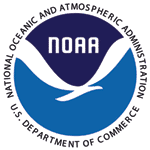 NATIONAL OCEANIC AND ATMOSPHERIC ADMINISTRATION
NOAA
U.S. DEPARTMENT OF COMMERCE